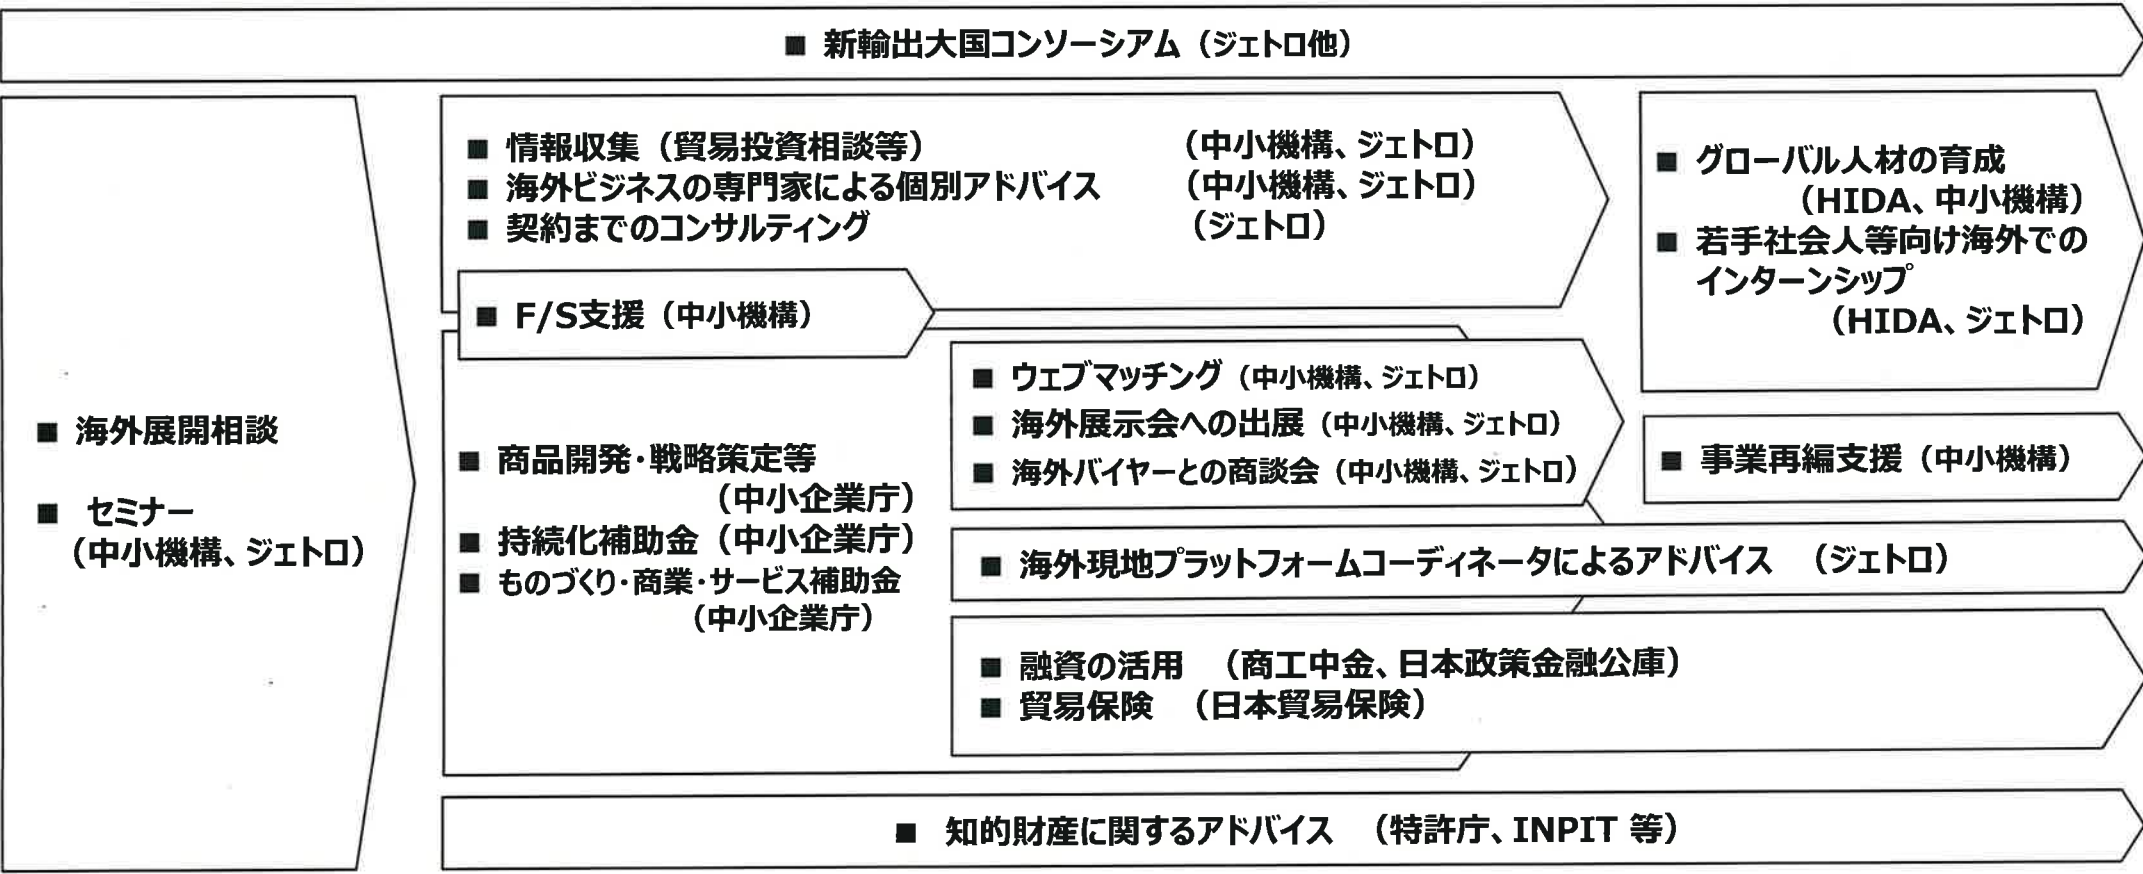 ■ 新輸出大国コンソーシアム（ジェトロ他）
■ 海外展開相談
■ セミナー
（中小機構、ジェトロ）
■ 情報収集（貿易投資相談等）　（中小機構、ジェトロ）
■ 海外ビジネスの専門家による個別アドバイス　（中小機構、ジェトロ）
■ 契約までのコンサルティング　（ジェトロ）
■ F/S支援（中小機構）
■ 商品開発・戦略策定等
（中小企業庁）
■ 持続化補助金（中小企業庁）
■ ものづくり・商業・サービス補助金
（中小企業庁）
■ ウェブマッチング（中小機構、ジェトロ）
■ 海外展示会への出展（中小機構、ジェトロ）
■ 海外バイヤーとの商談会（中小機構、ジェトロ）
■ 海外現地プラットフォームコーディネータによるアドバイス　（ジェトロ）
■ 融資の活用　（商工中金、日本政策金融公庫）
■ 貿易保険　（日本貿易保険）
■ グローバル人材の育成
（HIDA、中小機構）
■ 若手社会人等向け海外での
インターンシップ
（HIDA、ジェトロ）
■ 事業再編支援（中小機構）
■ 知的財産に関するアドバイス　（特許庁、INPIT 等）